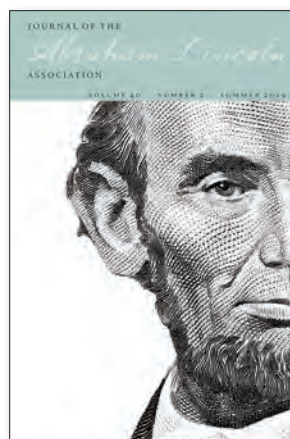 JOURNAL OF THE
Abraham Lincoln
ASSOCIATION
VOLUME 40 NUMBER 2 SUMMER 2019